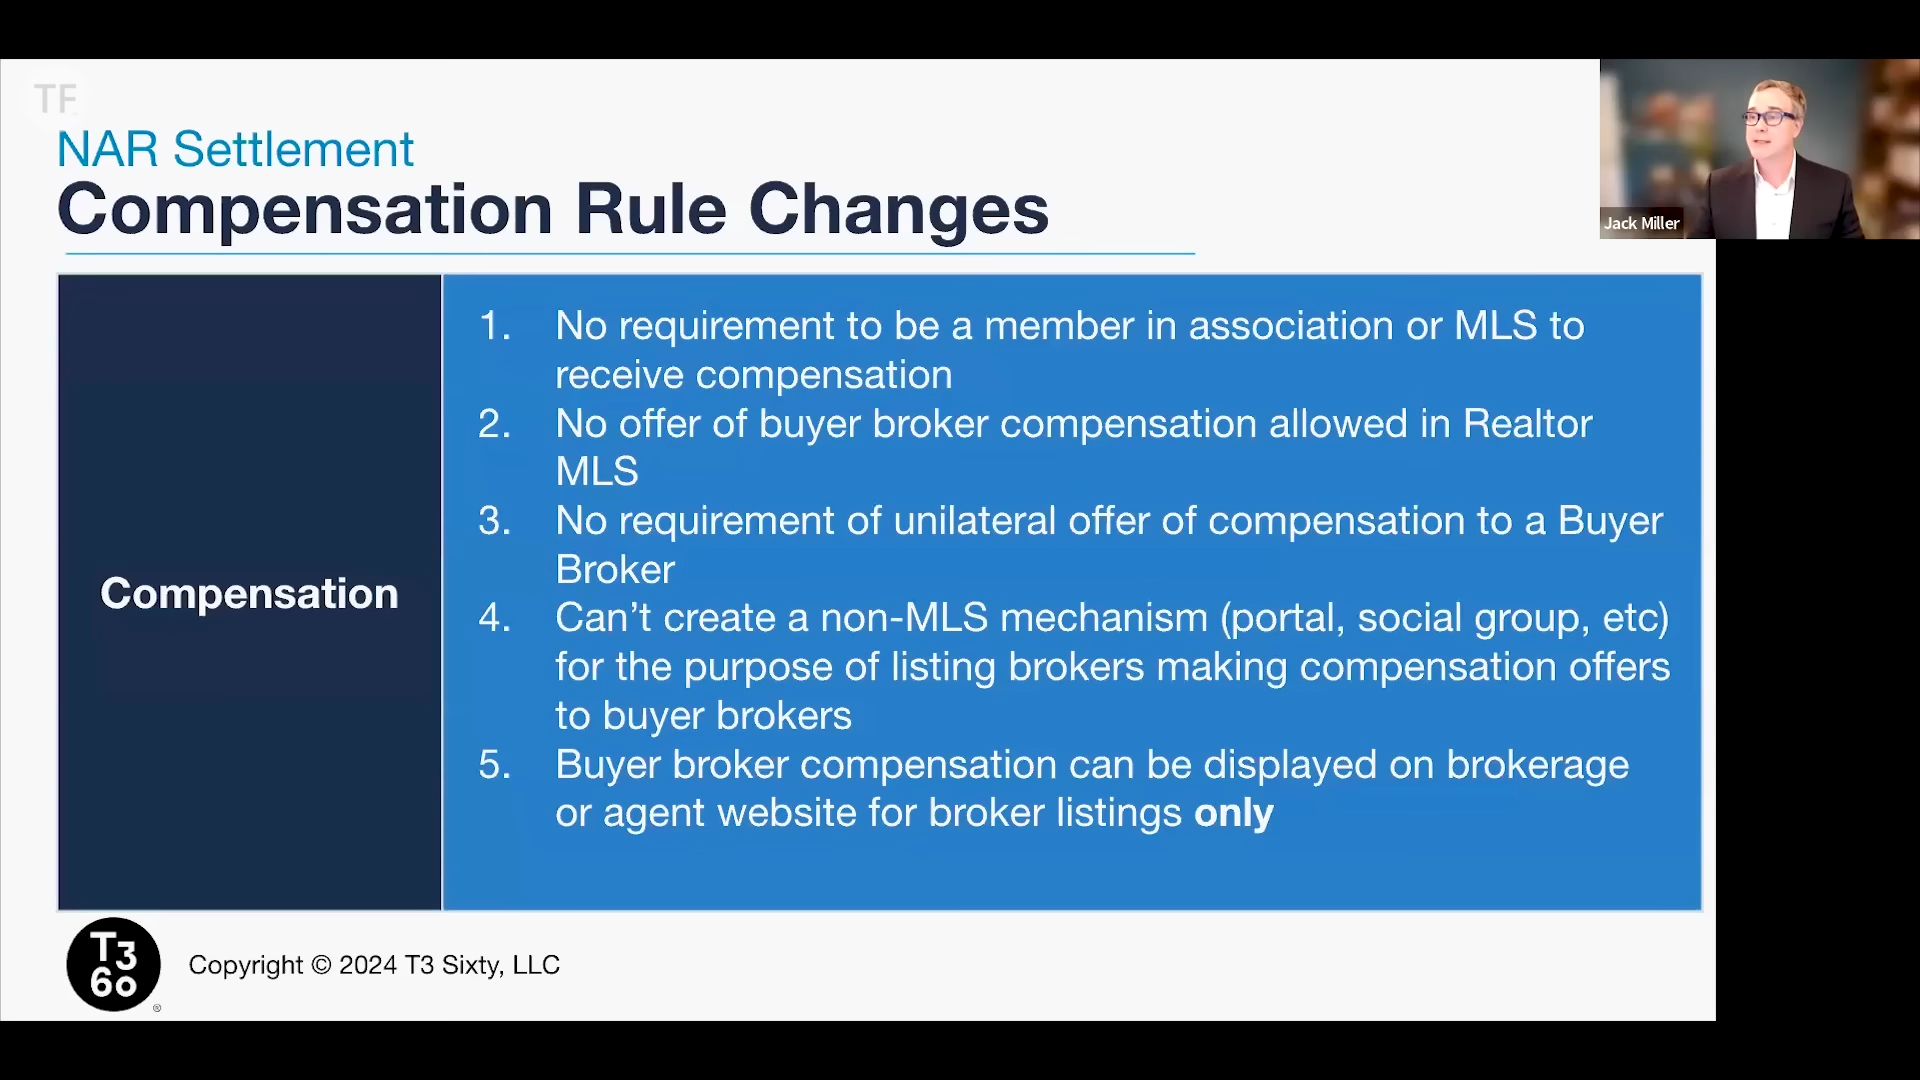 TF
NAR Settlement
Compensation Rule Changes
Jack Miller
Compensation
1. No requirement to be a member in association or MLS to
receive compensation
2. No offer of buyer broker compensation allowed in Realtor
MLS
3. No requirement of unilateral offer of compensation to a Buyer
Broker
4. Can’t create a non-MLS mechanism (portal, social group, etc)
for the purpose of listing brokers making compensation offers
to buyer brokers
5. Buyer broker compensation can be displayed on brokerage
or agent website for broker listings only
T3
60
®
Copyright © 2024 T3 Sixty, LLC